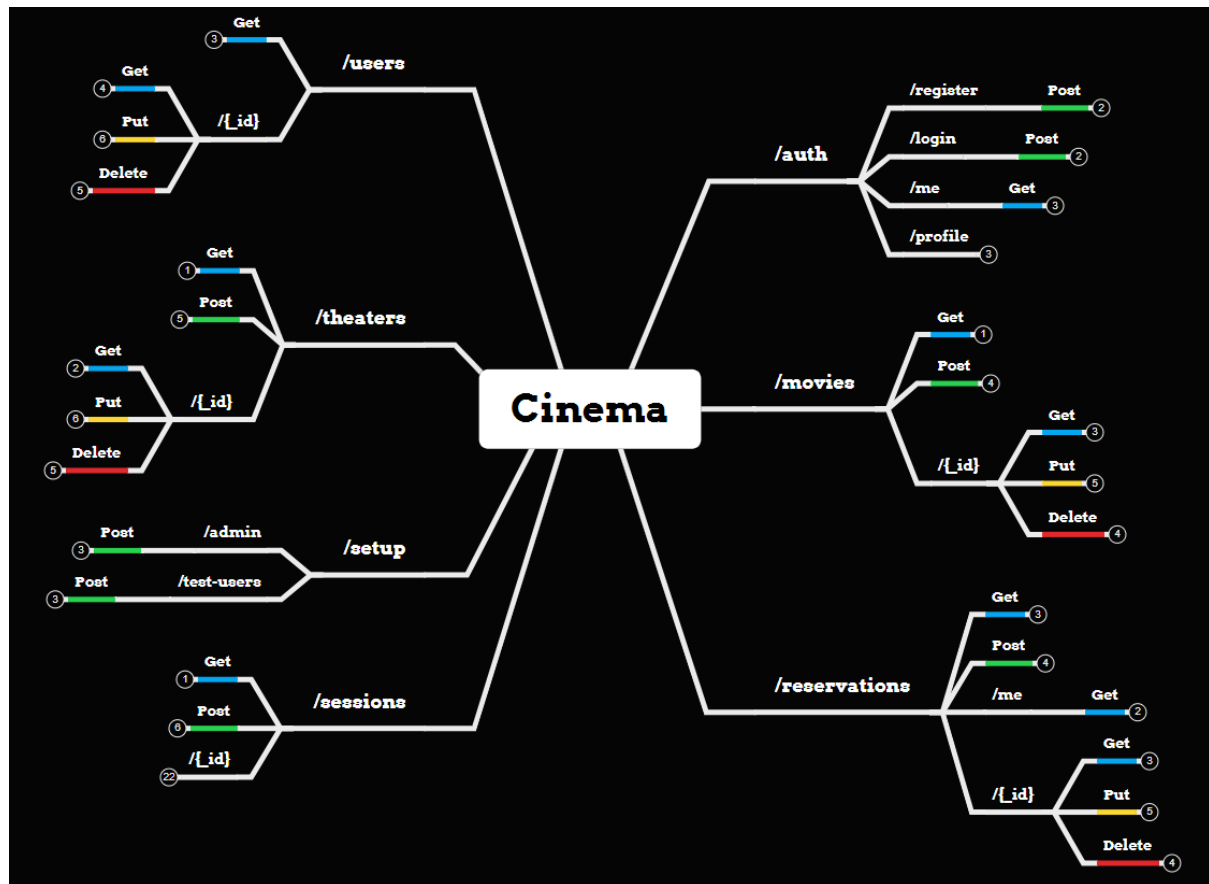 Cinema
/users
Get
3
/{_id}
Get
4
Put
6
Delete
5
/theaters
Get
1
Post
5
/{_id}
Get
2
Put
6
Delete
5
/setup
/admin
Post
3
/test-users
Post
3
/sessions
Get
1
Post
6
/{_id}
22
/auth
/register
Post
2
/login
Post
2
/me
Get
3
/profile
3
/movies
Get
1
Post
4
/{_id}
Get
3
Put
5
Delete
4
/reservations
Get
3
Post
4
/me
Get
2
/{_id}
Get
3
Put
5
Delete
4